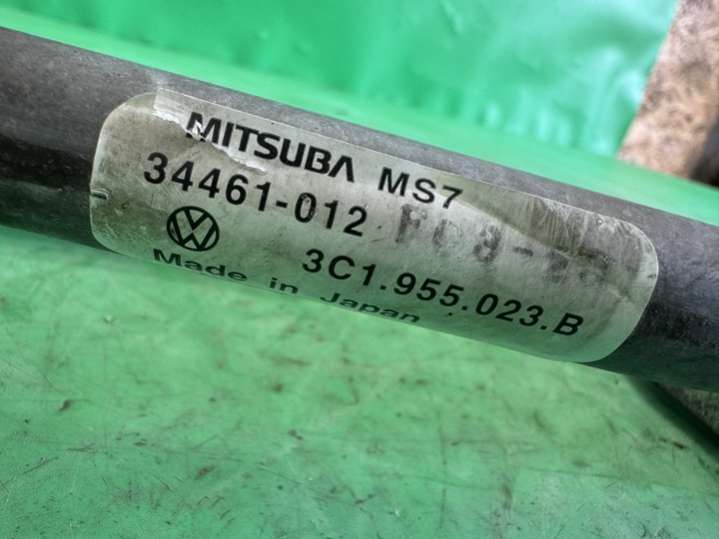 MITSUBA MS7
34461-012
3C1.955.023.B
Made in Japan